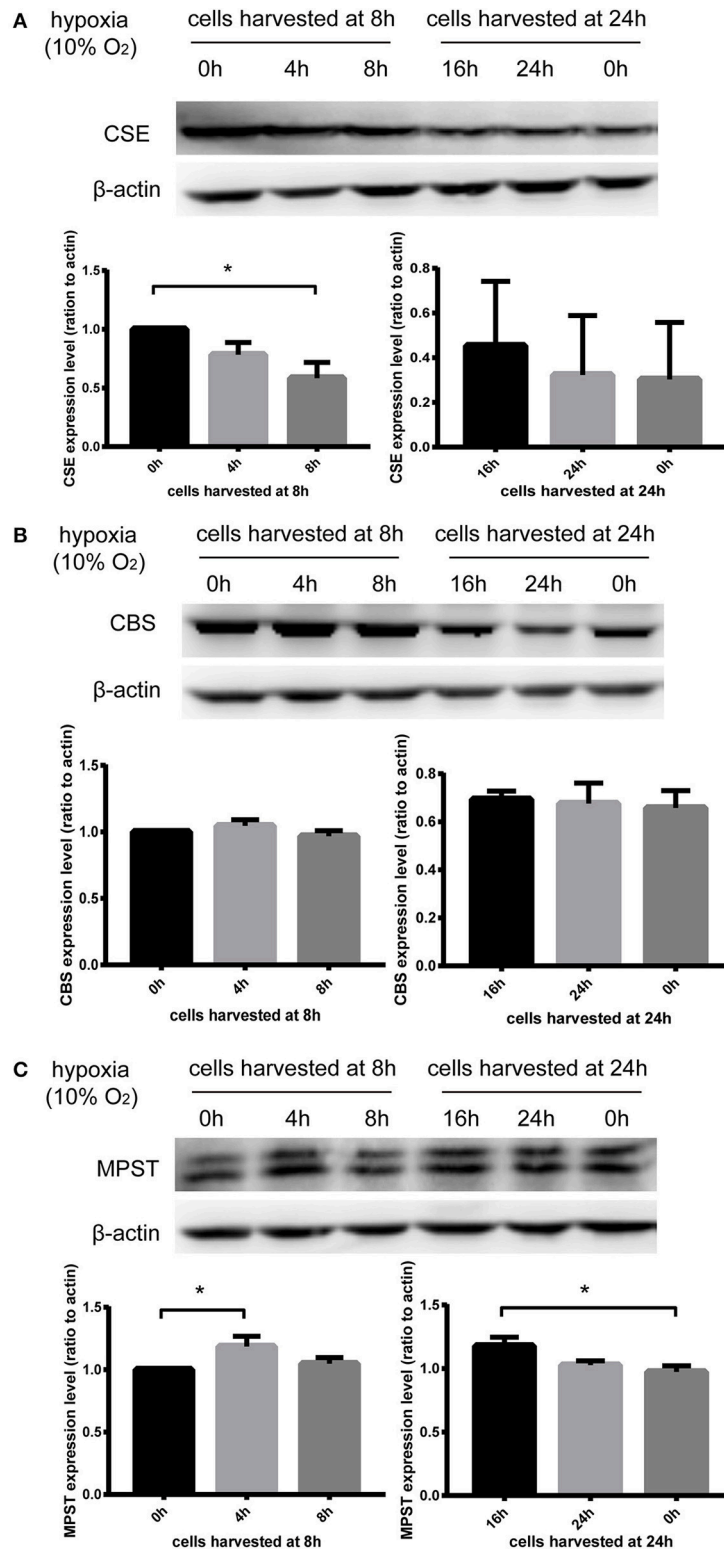 A hypoxia (10% O2) cells harvested at 8h cells harvested at 24h
0h 4h 8h 16h 24h 0h
CSE
β-actin
CSE expression level (ration to actin)
1.5
1.0
0.5
0.0
*
0h 4h 8h
cells harvested at 8h
CSE expression level (ratio to actin)
0.8
0.6
0.4
0.2
0.0
16h 24h 0h
cells harvested at 24h
B hypoxia (10% O2) cells harvested at 8h cells harvested at 24h
0h 4h 8h 16h 24h 0h
CBS
β-actin
CBS expression level (ratio to actin)
1.5
1.0
0.5
0.0
0h 4h 8h
cells harvested at 8h
CBS expression level (ratio to actin)
0.8
0.6
0.4
0.2
0.0
16h 24h 0h
cells harvested at 24h
C hypoxia (10% O2) cells harvested at 8h cells harvested at 24h
0h 4h 8h 16h 24h 0h
MPST
β-actin
MPST expression level (ratio to actin)
1.5
1.0
0.5
0.0
*
0h 4h 8h
cells harvested at 8h
MPST expression level (ratio to actin)
1.5
1.0
0.5
0.0
*
16h 24h 0h
cells harvested at 24h